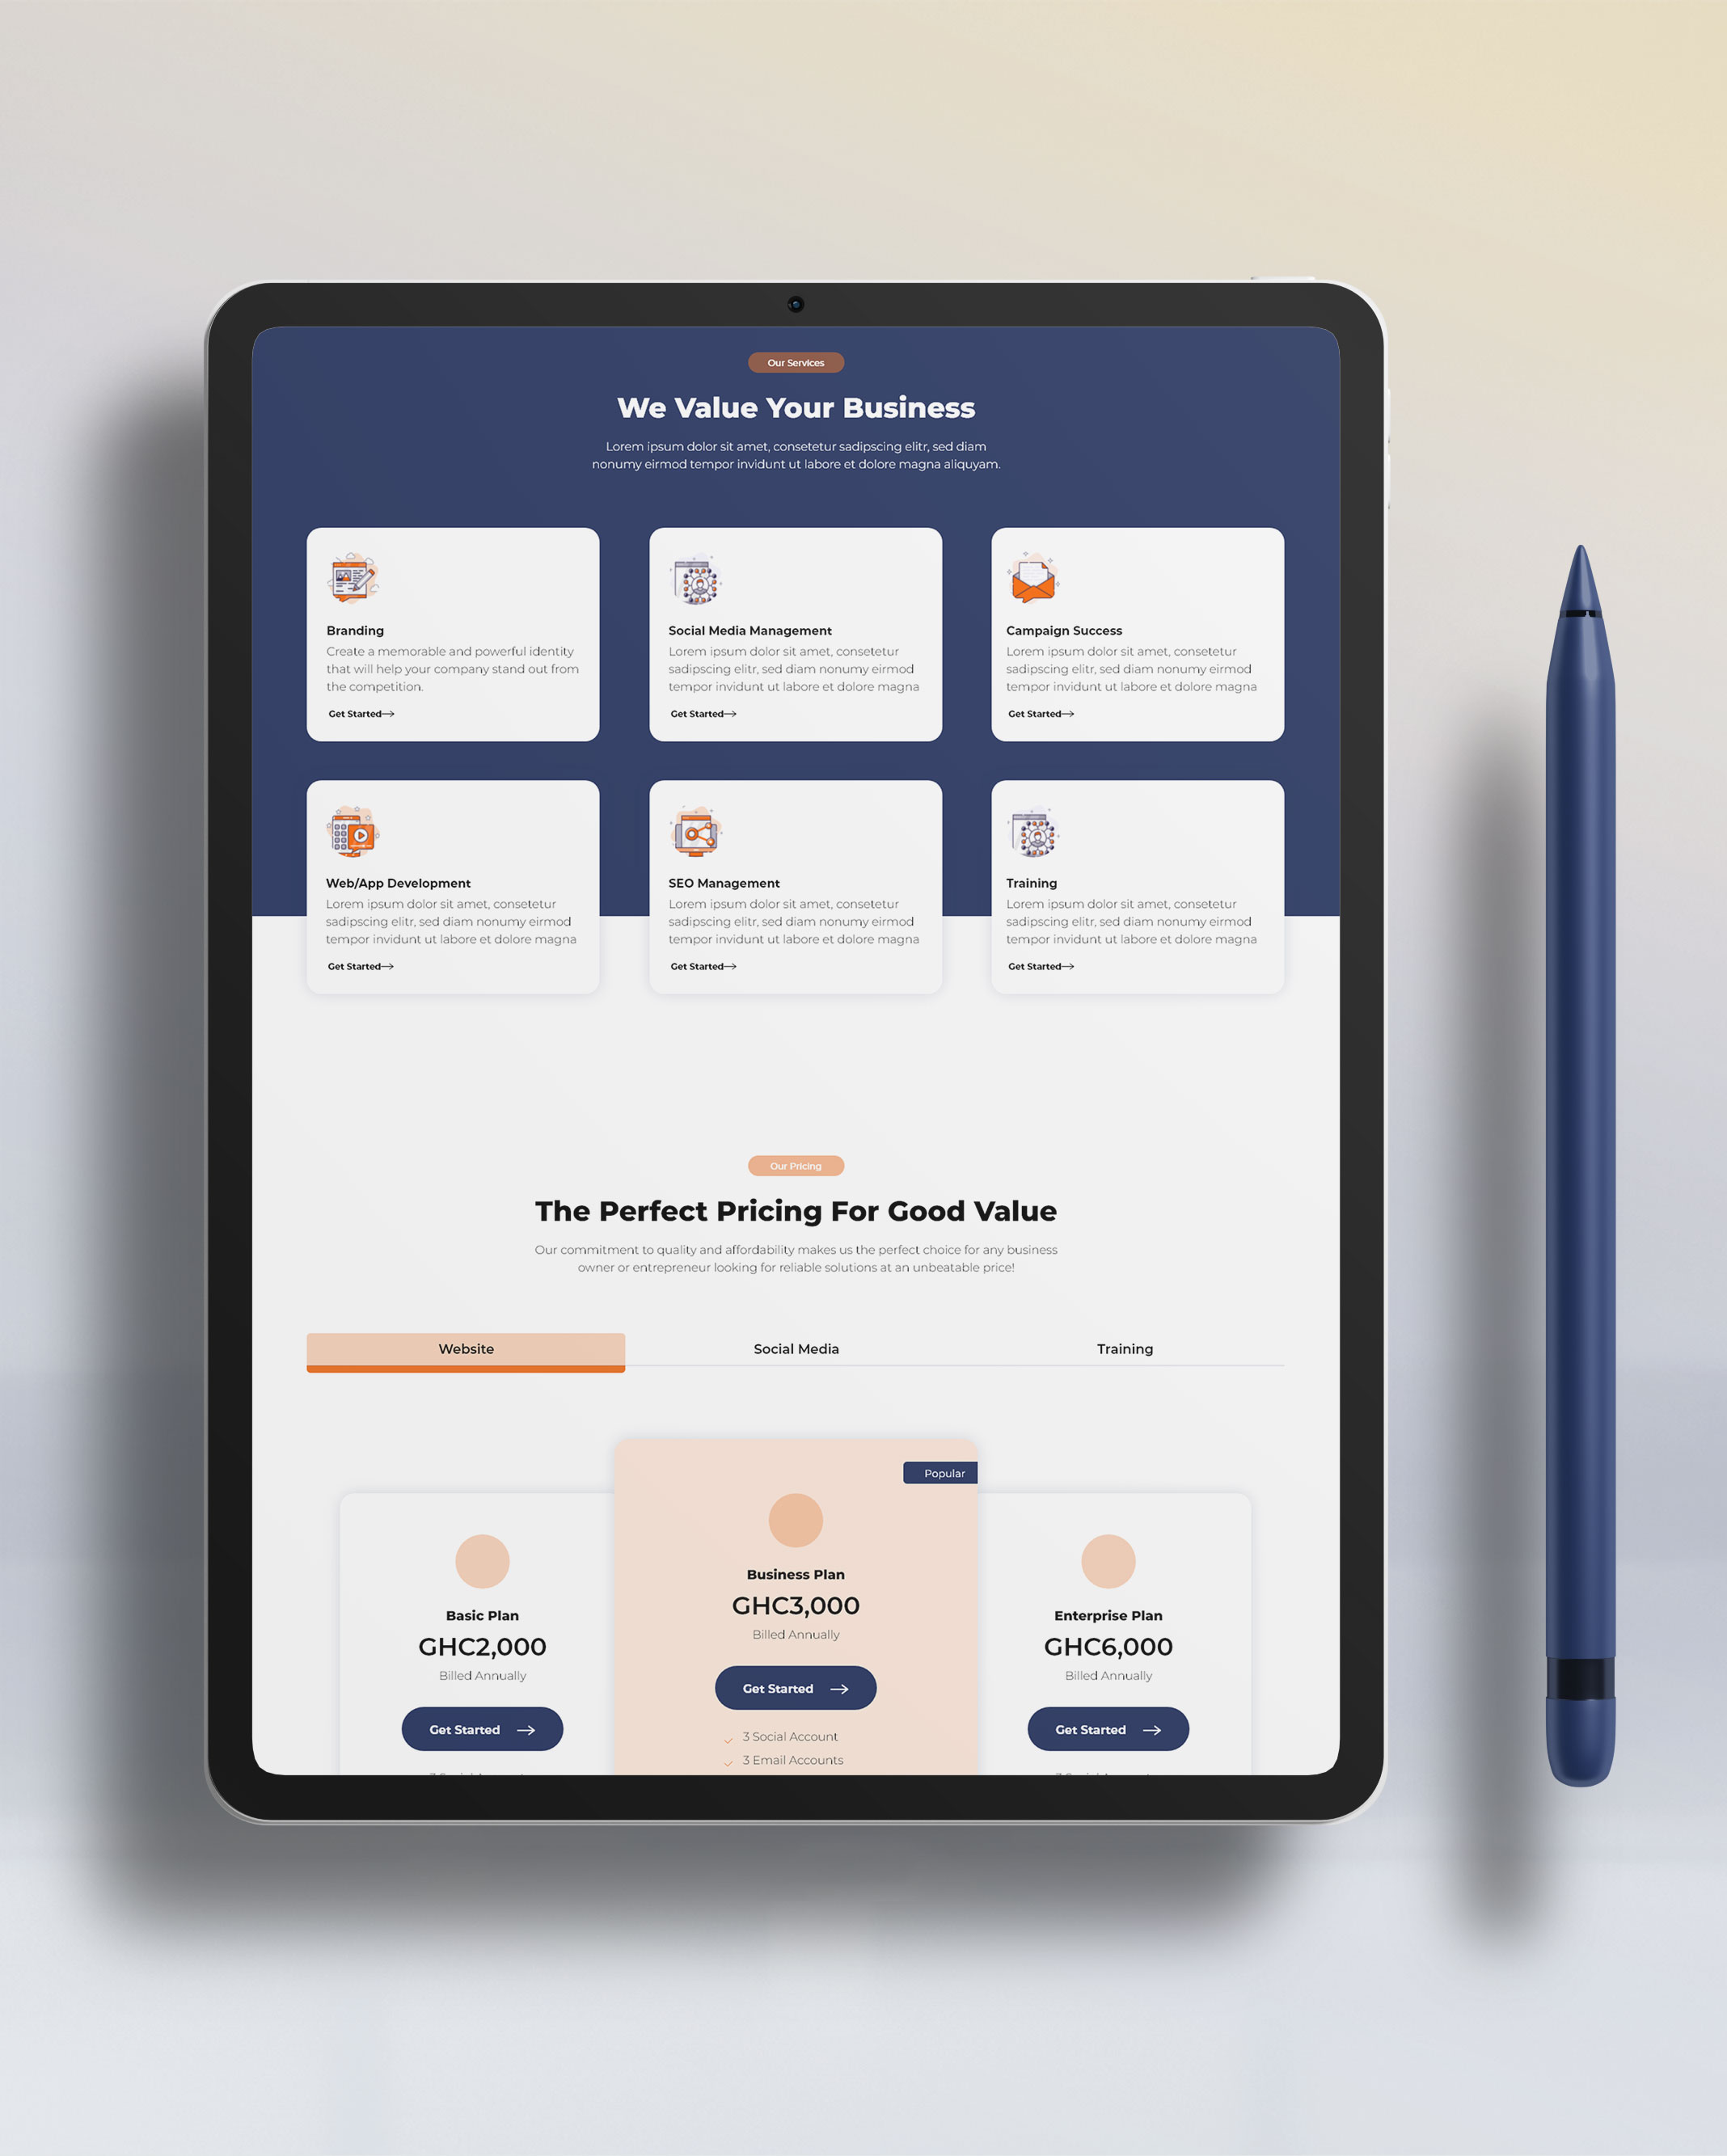 Our Services
We Value Your Business
Lorem ipsum dolor sit amet, consetetur sadipscing elitr, sed diam
nonumy eirmod tempor invidunt ut labore et dolore magna aliquyam.
Branding
Create a memorable and powerful identity
that will help your company stand out from
the competition.
Get Started
Social Media Management
Lorem ipsum dolor sit amet, consetetur
sadipscing elitr, sed diam nonumy eirmod
tempor invidunt ut labore et dolore magna
Get Started
Campaign Success
Lorem ipsum dolor sit amet, consetetur
sadipscing elitr, sed diam nonumy eirmod
tempor invidunt ut labore et dolore magna
Get Started
Web/App Development
Lorem ipsum dolor sit amet, consetetur
sadipscing elitr, sed diam nonumy eirmod
tempor invidunt ut labore et dolore magna
Get Started
SEO Management
Lorem ipsum dolor sit amet, consetetur
sadipscing elitr, sed diam nonumy eirmod
tempor invidunt ut labore et dolore magna
Get Started
Training
Lorem ipsum dolor sit amet, consetetur
sadipscing elitr, sed diam nonumy eirmod
tempor invidunt ut labore et dolore magna
Get Started
Our Pricing
The Perfect Pricing For Good Value
Our commitment to quality and affordability makes us the perfect choice for any business
owner or entrepreneur looking for reliable solutions at an unbeatable price!
Website
Social Media
Training
Basic Plan
GHC2,000
Billed Annually
Get Started
Popular
Business Plan
GHC3,000
Billed Annually
Get Started
3 Social Account
3 Email Accounts
Enterprise Plan
GHC6,000
Billed Annually
Get Started